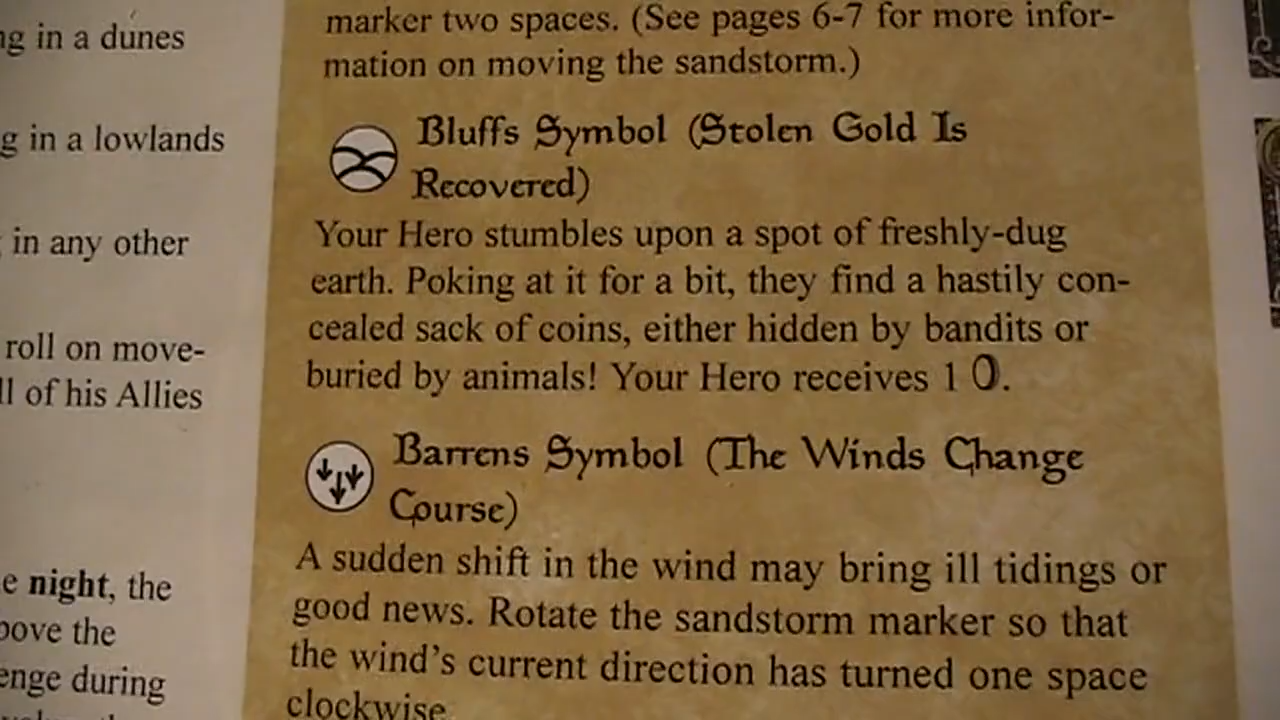 ng in a dunes
g in a lowlands
in any other
roll on move-
ll of his Allies
e night, the
bove the
enge during
marker two spaces. (See pages 6-7 for more infor-
mation on moving the sandstorm.)
Bluffs Symbol (Stolen Gold Is
Recovered)
Your Hero stumbles upon a spot of freshly-dug
earth. Poking at it for a bit, they find a hastily con-
cealed sack of coins, either hidden by bandits or
buried by animals! Your Hero receives 1 0.
Barrens Symbol (The Winds Change
Course)
A sudden shift in the wind may bring ill tidings or
good news. Rotate the sandstorm marker so that
the wind's current direction has turned one space
clockwise